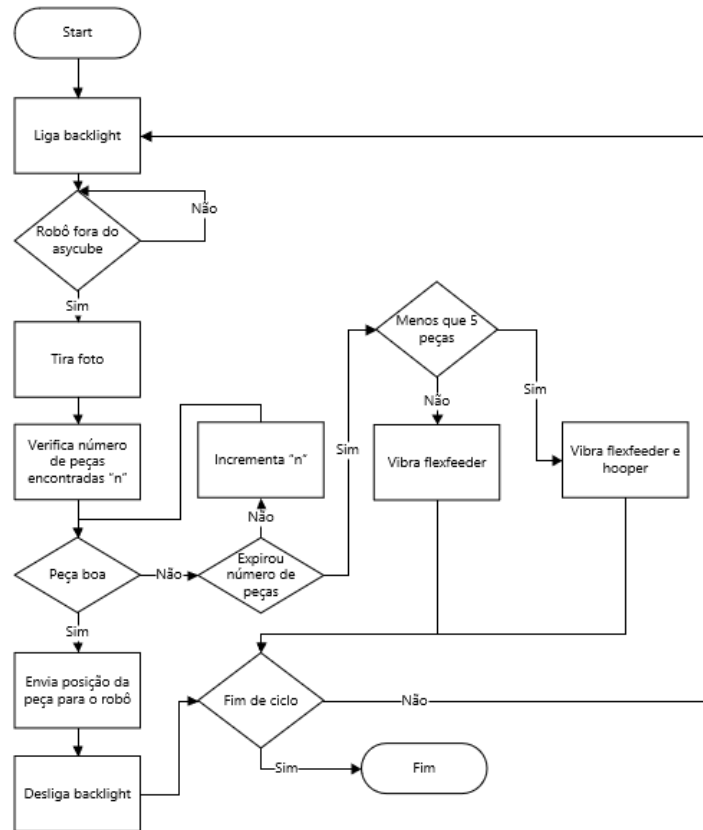 Start
Liga backlight
Não
Robô fora do
asycube
Sim
Tira foto
Verifica número
de peças
encontradas "n"
Incrementa "n"
Não
Peça boa
Não
Expirou
número de
peças
Sim
Menos que 5
peças
Não
Sim
Vibra flexfeeder
Vibra flexfeeder e
hooper
Sim
Envia posição da
peça para o robô
Desliga backlight
Fim de ciclo
Não
Sim
Fim